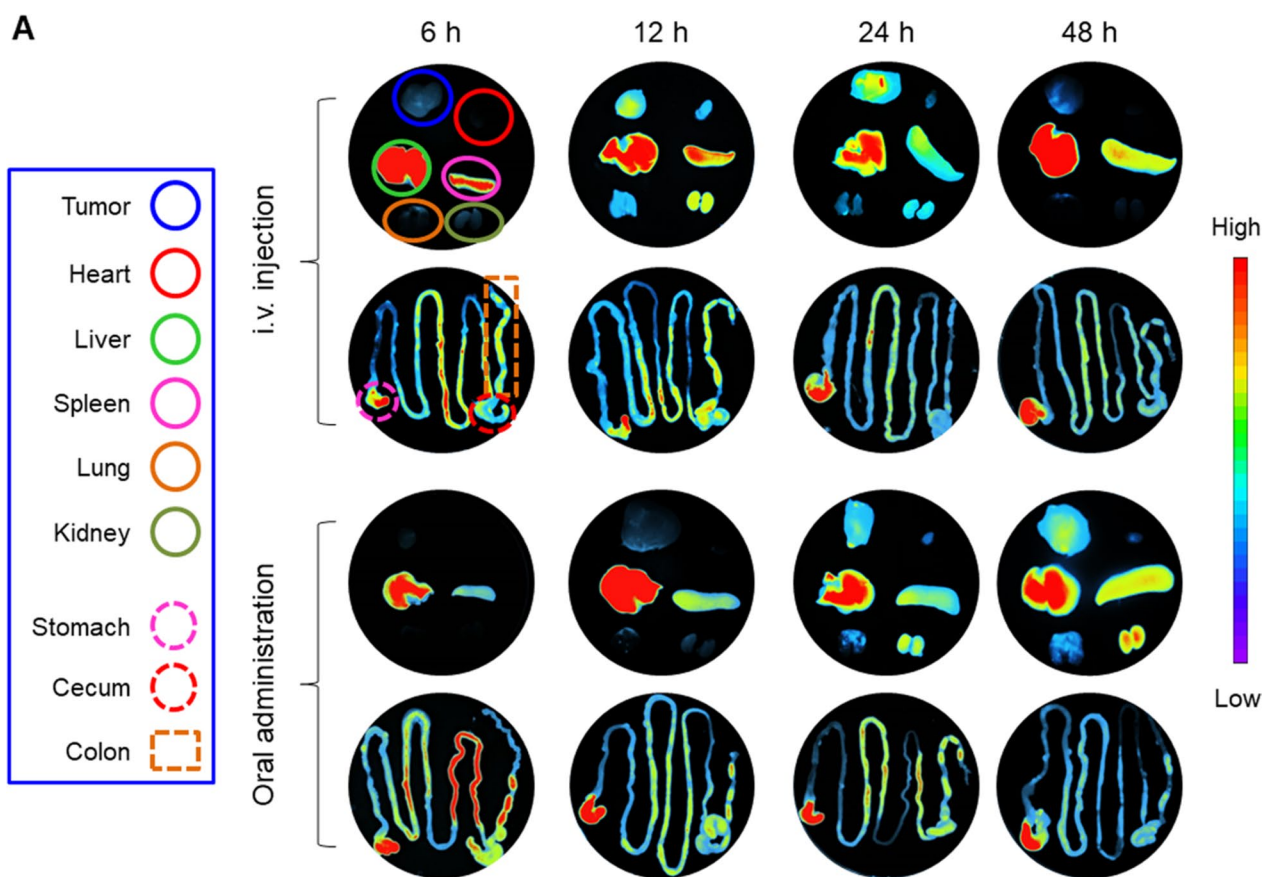 A
6 h
12 h
24 h
48 h
i.v. injection
Oral administration
Tumor
Heart
Liver
Spleen
Lung
Kidney
Stomach
Cecum
Colon
High
Low